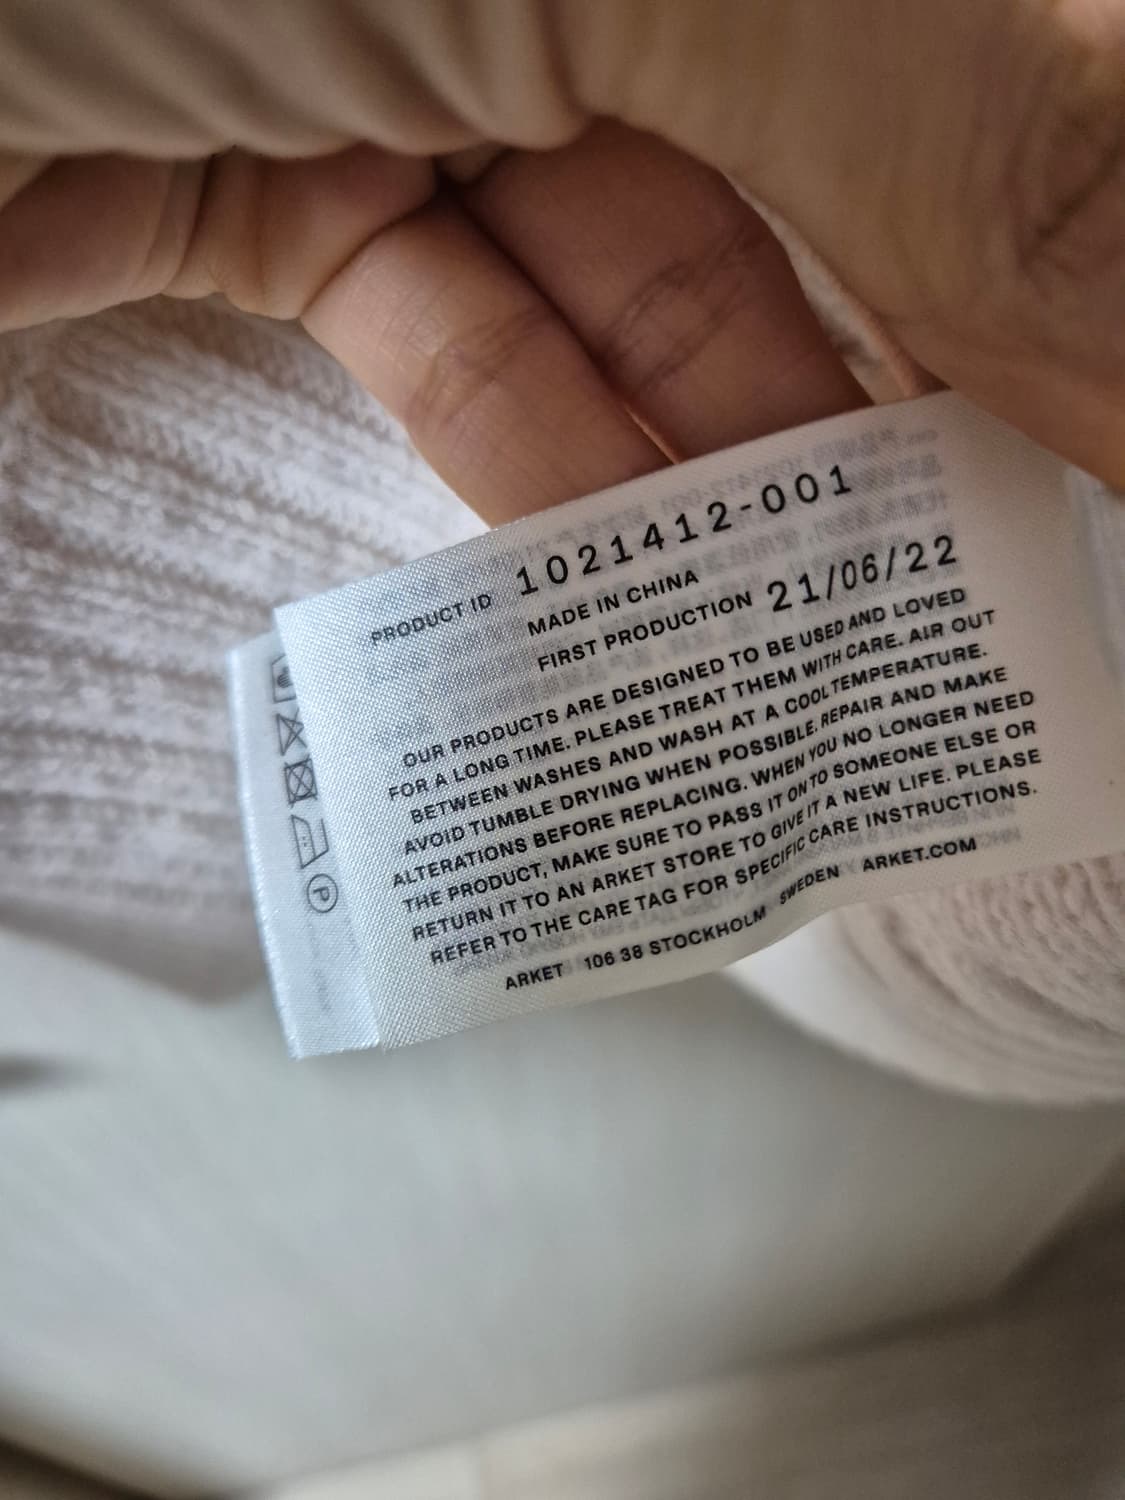 PRODUCT ID 1021412-001
MADE IN CHINA
FIRST PRODUCTION 21/06/22
OUR PRODUCTS ARE DESIGNED TO BE USED AND LOVED
FOR A LONG TIME. PLEASE TREAT THEM WITH CARE. AIR OUT
BETWEEN WASHES AND WASH AT A COOL TEMPERATURE.
AVOID TUMBLE DRYING WHEN POSSIBLE. REPAIR AND MAKE
ALTERATIONS BEFORE REPLACING. WHEN YOU NO LONGER NEED
THE PRODUCT, MAKE SURE TO PASS IT ONTO SOMEONE ELSE OR
RETURN IT TO AN ARKET STORE TO GIVE IT A NEW LIFE. PLEASE
REFER TO THE CARE TAG FOR SPECIFIC CARE INSTRUCTIONS.
ARKET 106 38 STOCKHOLM SWEDEN ARKET.COM
P